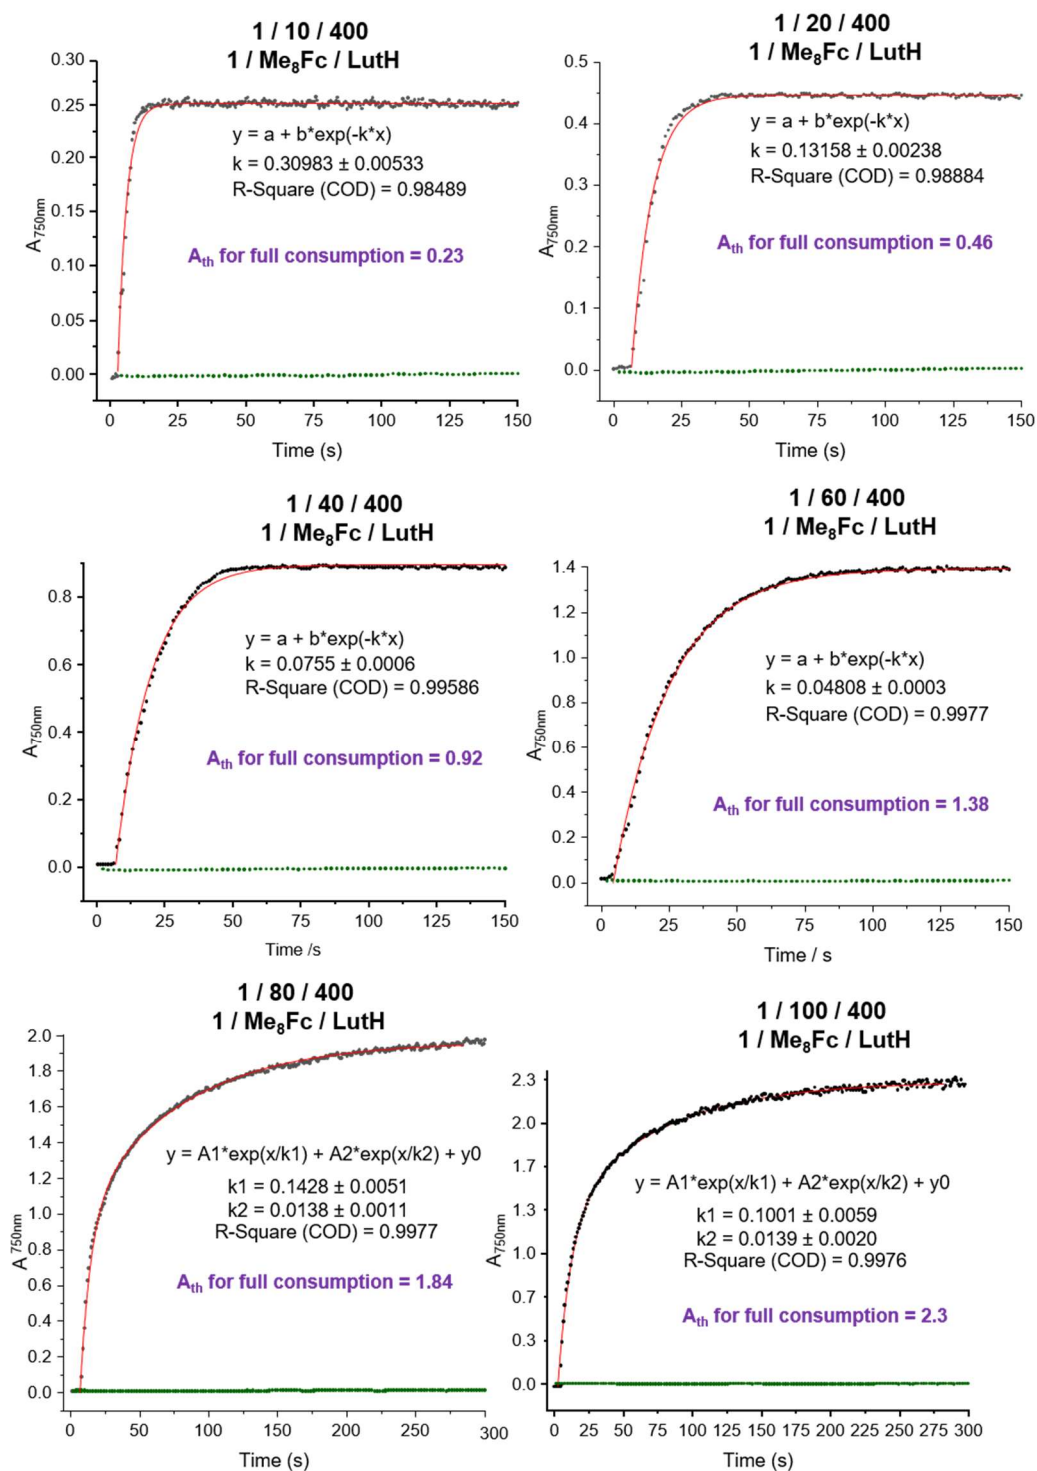 1 / 10 / 400
1 / Me₈Fc / LutH
0.30
0.25
0.20
0.15
0.10
0.05
0.00
A750nm
y = a + b*exp(-k*x)
k = 0.30983 ± 0.00533
R-Square (COD) = 0.98489
Ath for full consumption = 0.23
0 25 50 75 100 125 150
Time (s)
1 / 20 / 400
1 / Me₈Fc / LutH
0.5
0.4
0.3
0.2
0.1
0.0
A750nm
y = a + b*exp(-k*x)
k = 0.13158 ± 0.00238
R-Square (COD) = 0.98884
Ath for full consumption = 0.46
0 25 50 75 100 125 150
Time (s)
1 / 40 / 400
1 / Me₈Fc / LutH
0.8
0.6
0.4
0.2
0.0
A750nm
y = a + b*exp(-k*x)
k = 0.0755 ± 0.0006
R-Square (COD) = 0.99586
Ath for full consumption = 0.92
0 25 50 75 100 125 150
Time /s
1 / 60 / 400
1 / Me₈Fc / LutH
1.4
1.2
1.0
0.8
0.6
0.4
0.2
0.0
A750nm
y = a + b*exp(-k*x)
k = 0.04808 ± 0.0003
R-Square (COD) = 0.9977
Ath for full consumption = 1.38
0 25 50 75 100 125 150
Time / s
1 / 80 / 400
1 / Me₈Fc / LutH
2.0
1.8
1.6
1.4
1.2
1.0
0.8
0.6
0.4
0.2
0.0
A750nm
y = A1*exp(x/k1) + A2*exp(x/k2) + y0
k1 = 0.1428 ± 0.0051
k2 = 0.0138 ± 0.0011
R-Square (COD) = 0.9977
Ath for full consumption = 1.84
0 50 100 150 200 250 300
Time (s)
1 / 100 / 400
1 / Me₈Fc / LutH
2.3
2.0
1.7
1.3
1.0
0.7
0.3
0.0
A750nm
y = A1*exp(x/k1) + A2*exp(x/k2) + y0
k1 = 0.1001 ± 0.0059
k2 = 0.0139 ± 0.0020
R-Square (COD) = 0.9976
Ath for full consumption = 2.3
0 25 50 75 100 125 150 175 200 225 250 275 300
Time (s)